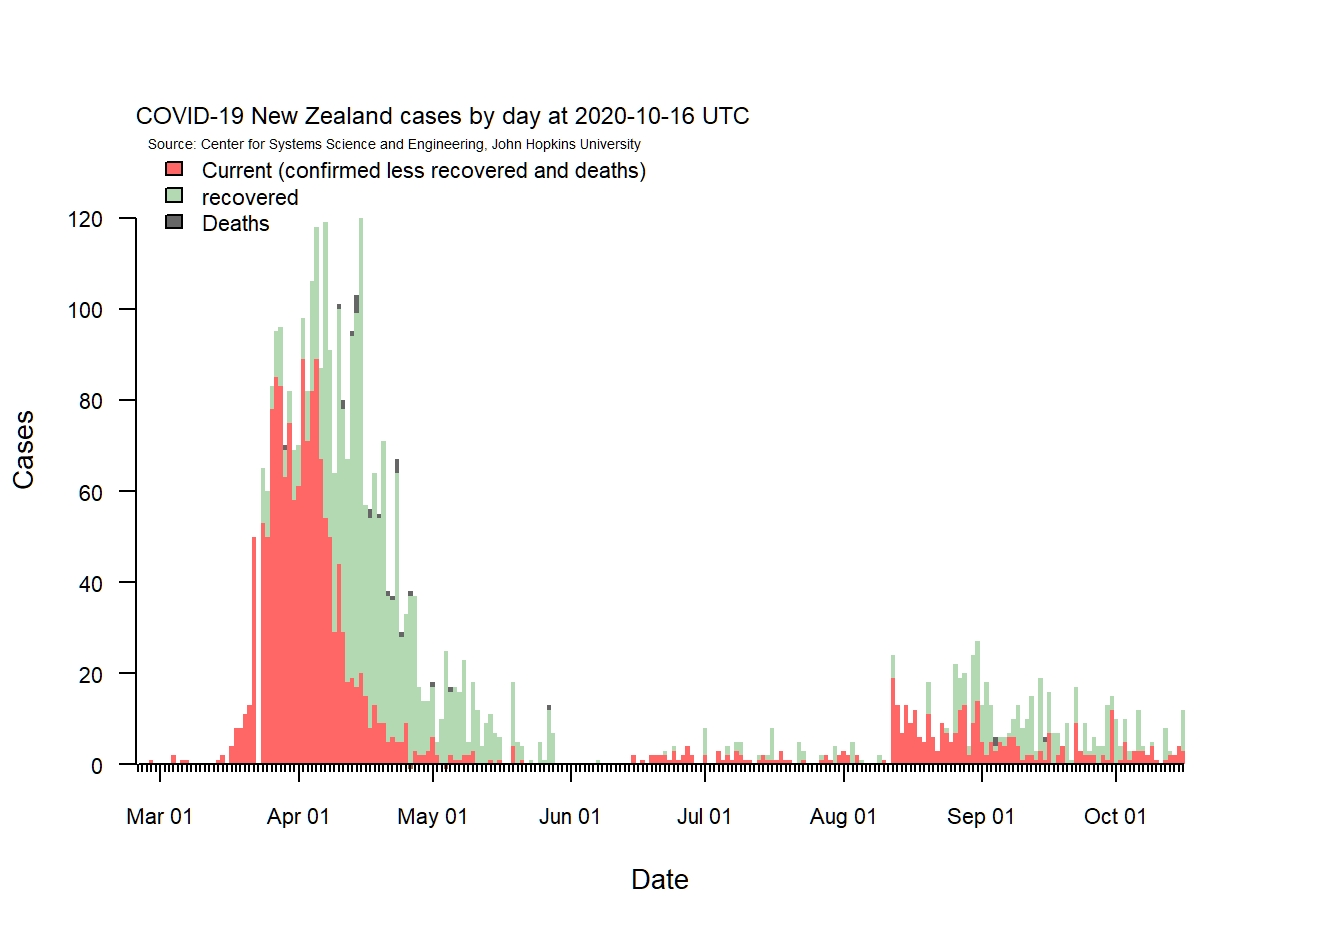 COVID-19 New Zealand cases by day at 2020-10-16 UTC
Source: Center for Systems Science and Engineering, John Hopkins University
Current (confirmed less recovered and deaths)
recovered
Deaths
120
100
80
60
40
20
0
Cases
Mar 01 Apr 01 May 01 Jun 01 Jul 01 Aug 01 Sep 01 Oct 01
Date